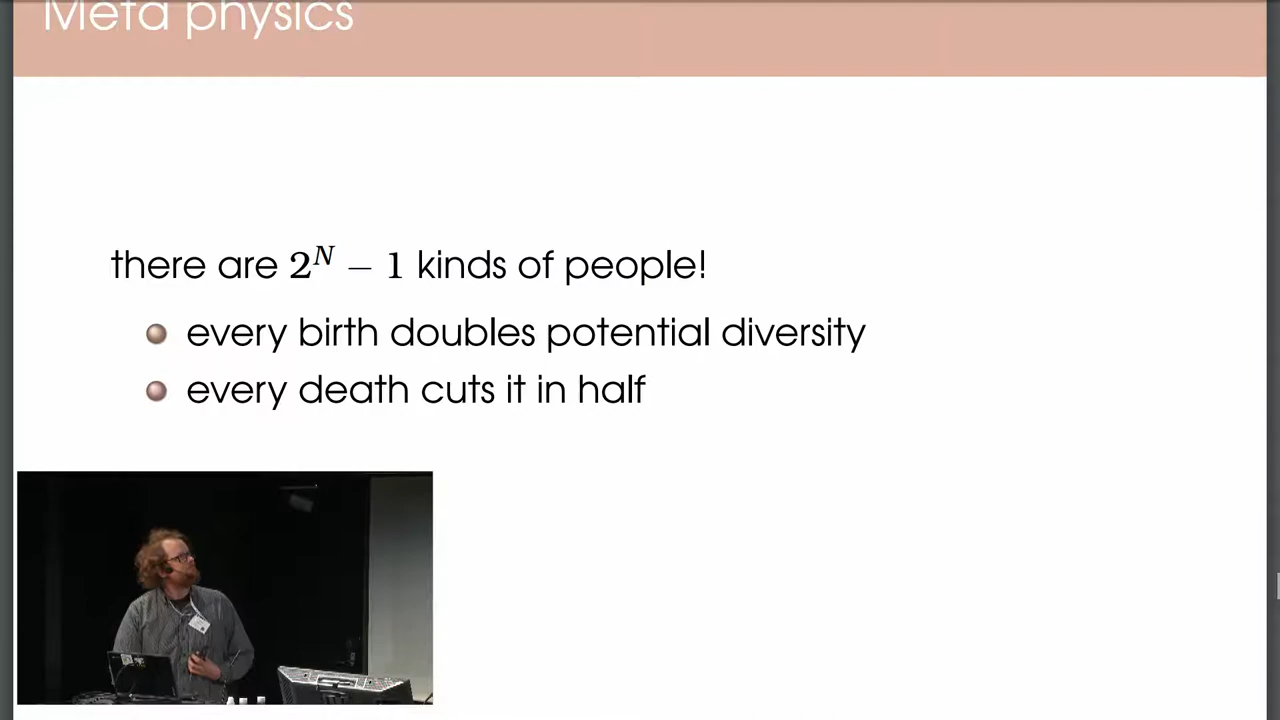 Meta physics
there are 2^N − 1 kinds of people!
every birth doubles potential diversity
every death cuts it in half